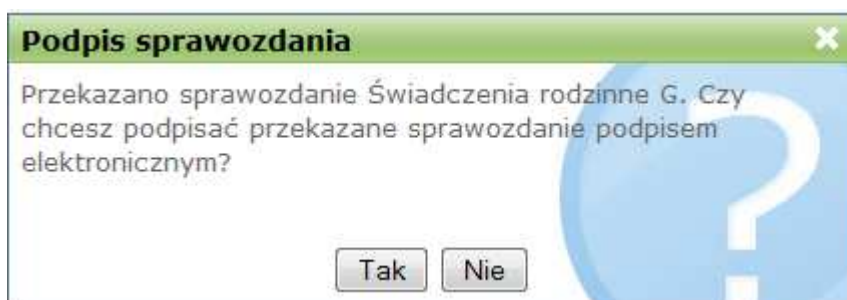 Podpis sprawozdania
Przekazano sprawozdanie Świadczenia rodzinne G. Czy
chcesz podpisać przekazane sprawozdanie podpisem
elektronicznym?
Tak Nie